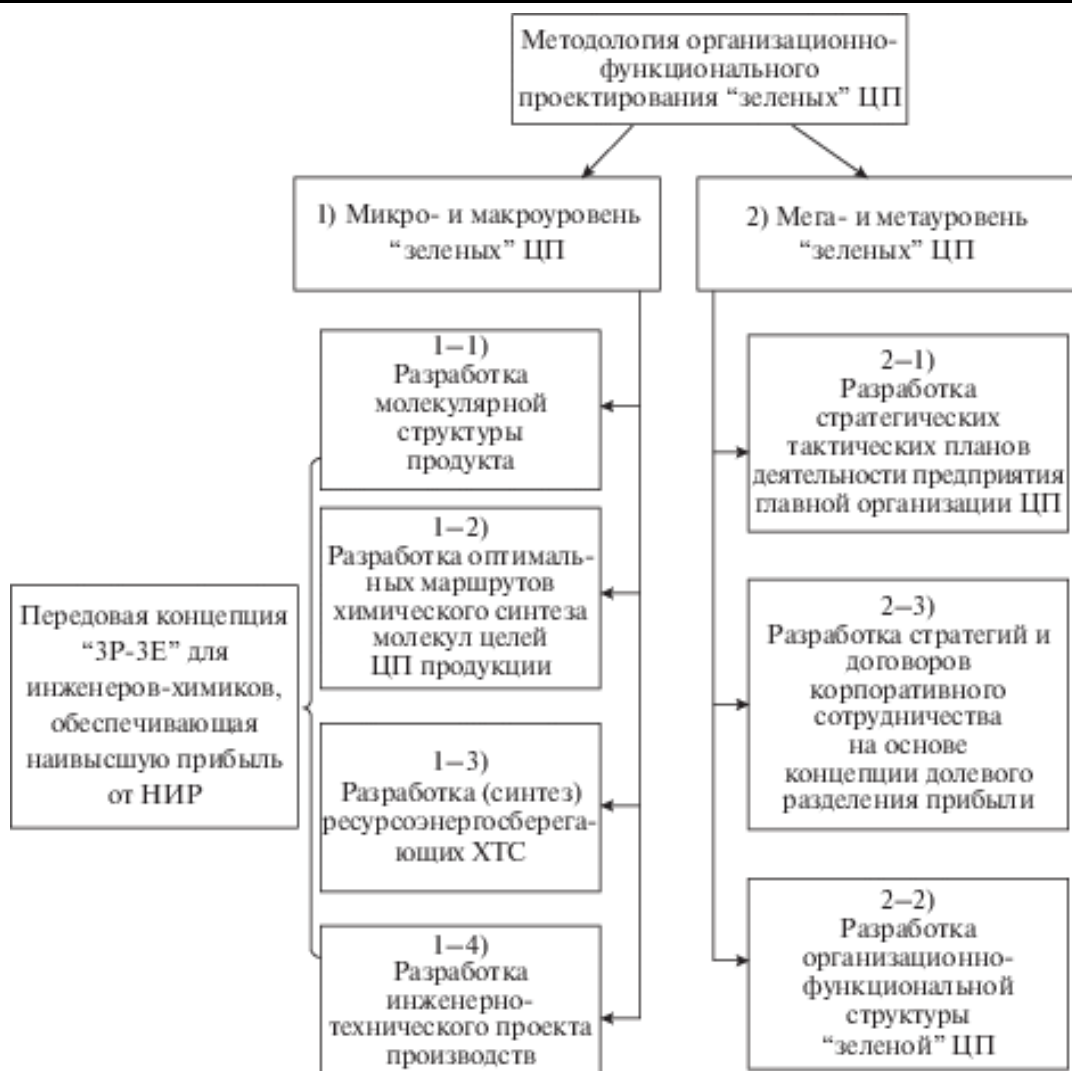 Методология организационно-
функционального
проектирования “зеленых” ЦП
1) Микро- и макроуровень
“зеленых” ЦП
2) Мега- и метауровень
“зеленых” ЦП
1–1)
Разработка
молекулярной
структуры
продукта
1–2)
Разработка оптималь-
ных маршрутов
химического синтеза
молекул целей
ЦП продукции
1–3)
Разработка (синтез)
ресурсоэнергосберега-
ющих ХТС
1–4)
Разработка
инженерно-
технического проекта
производств
Передовая концепция
“3P-3E” для
инженеров-химиков,
обеспечивающая
наивысшую прибыль
от НИР
2–1)
Разработка
стратегических
тактических планов
деятельности предприятия
главной организации ЦП
2–3)
Разработка стратегий и
договоров
корпоративного
сотрудничества
на основе
концепции долевого
разделения прибыли
2–2)
Разработка
организационно-
функциональной
структуры
“зеленой” ЦП